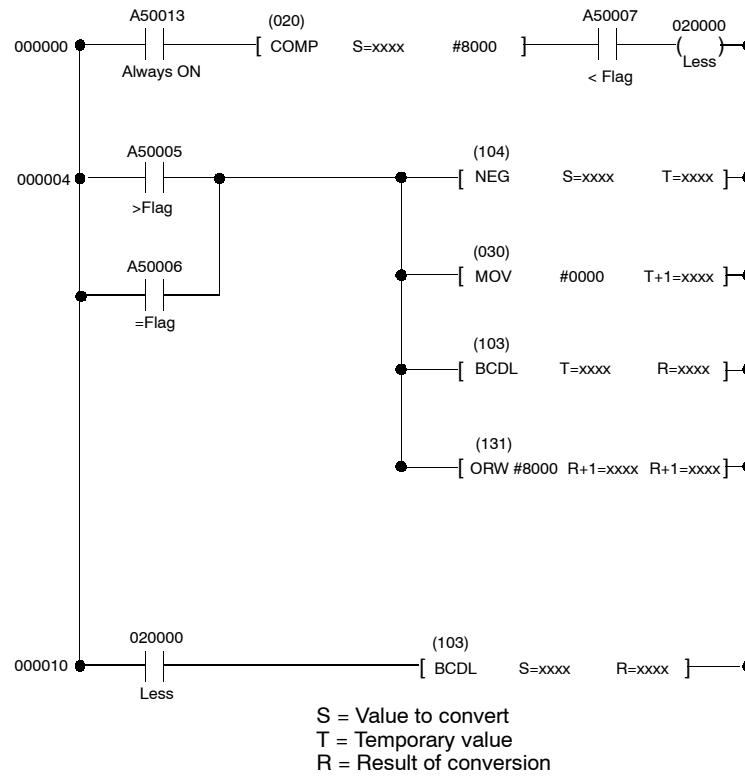 A50013
(020)
A50007
020000
000000
[ COMP S=xxxx #8000 ]
( )
Always ON
< Flag
Less
A50005
(104)
000004
[ NEG S=xxxx T=xxxx ]
>Flag
A50006
(030)
[ MOV #0000 T+1=xxxx ]
=Flag
(103)
[ BCDL T=xxxx R=xxxx ]
(131)
[ ORW #8000 R+1=xxxx R+1=xxxx ]
020000
(103)
000010
[ BCDL S=xxxx R=xxxx ]
Less
S = Value to convert
T = Temporary value
R = Result of conversion